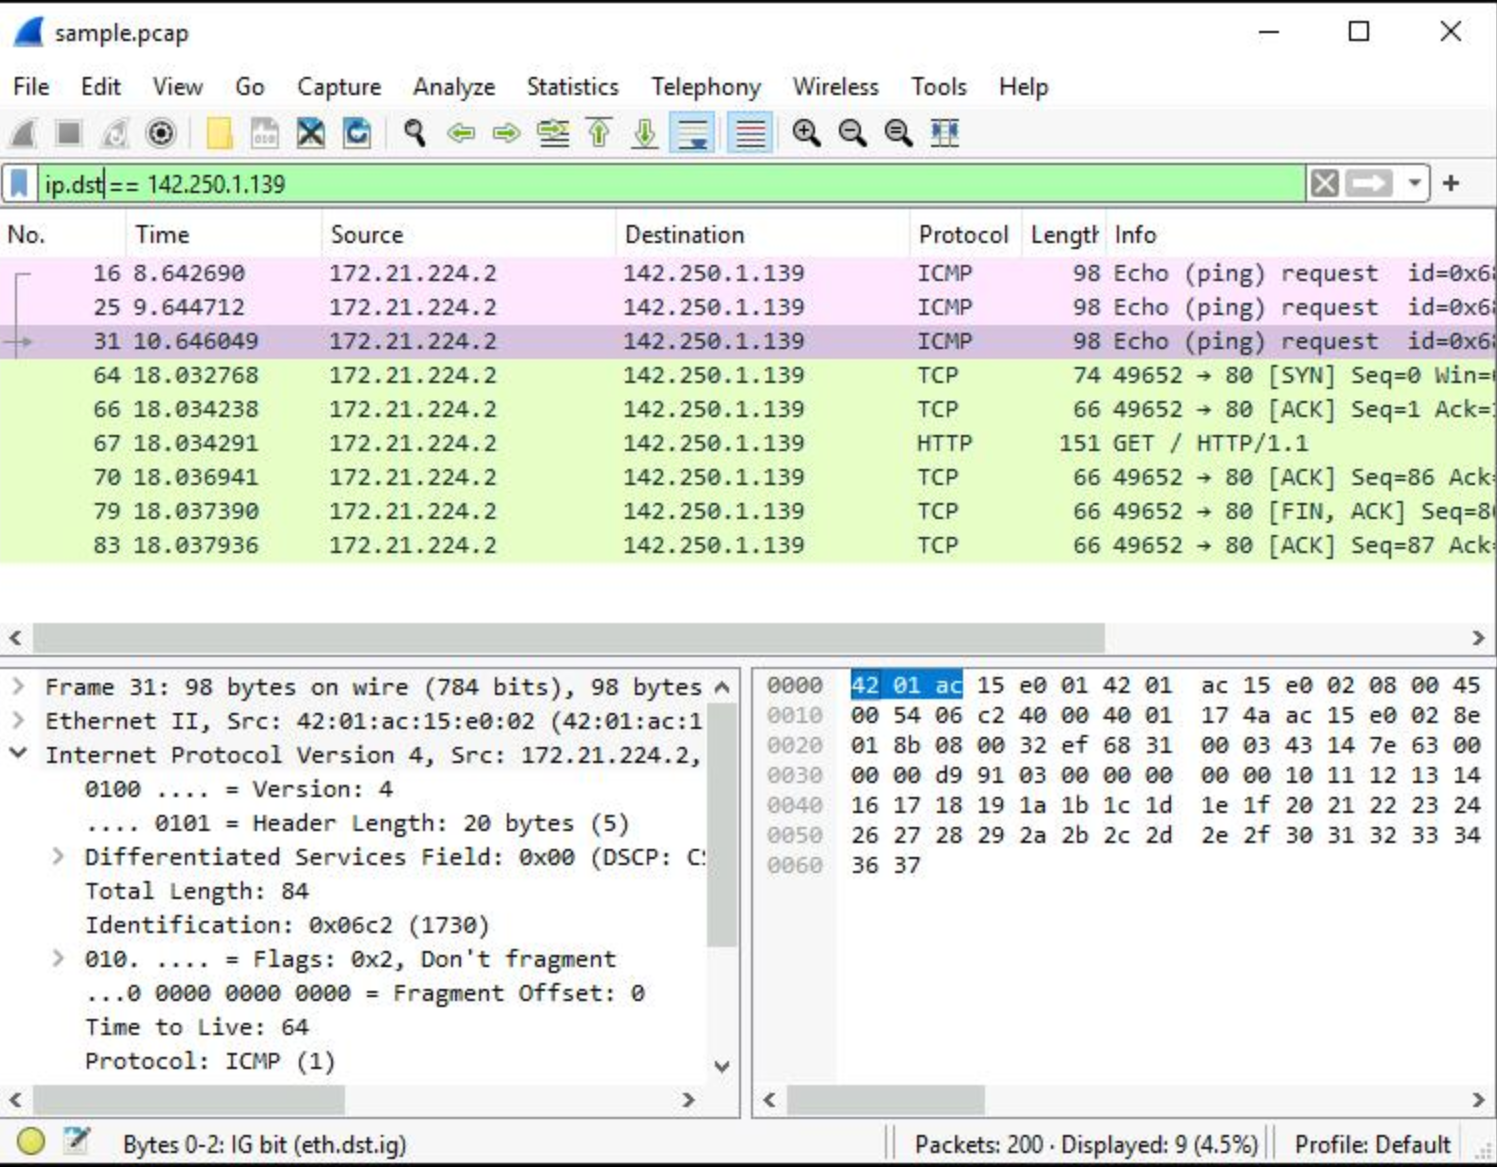 sample.pcap
File Edit View Go Capture Analyze Statistics Telephony Wireless Tools Help
ip.dst == 142.250.1.139
No. Time Source Destination Protocol Length Info
16 8.642690 172.21.224.2 142.250.1.139 ICMP 98 Echo (ping) request id=0x6
25 9.644712 172.21.224.2 142.250.1.139 ICMP 98 Echo (ping) request id=0x6
31 10.646049 172.21.224.2 142.250.1.139 ICMP 98 Echo (ping) request id=0x6
64 18.032768 172.21.224.2 142.250.1.139 TCP 74 49652 → 80 [SYN] Seq=0 Win=
66 18.034238 172.21.224.2 142.250.1.139 TCP 66 49652 → 80 [ACK] Seq=1 Ack=
67 18.034291 172.21.224.2 142.250.1.139 HTTP 151 GET / HTTP/1.1
70 18.036941 172.21.224.2 142.250.1.139 TCP 66 49652 → 80 [ACK] Seq=86 Ack=
79 18.037390 172.21.224.2 142.250.1.139 TCP 66 49652 → 80 [FIN, ACK] Seq=8
83 18.037936 172.21.224.2 142.250.1.139 TCP 66 49652 → 80 [ACK] Seq=87 Ack=
Frame 31: 98 bytes on wire (784 bits), 98 bytes
Ethernet II, Src: 42:01:ac:15:e0:02 (42:01:ac:1
Internet Protocol Version 4, Src: 172.21.224.2,
0100 .... = Version: 4
.... 0101 = Header Length: 20 bytes (5)
Differentiated Services Field: 0x00 (DSCP: CS
Total Length: 84
Identification: 0x06c2 (1730)
010. .... = Flags: 0x2, Don't fragment
...0 0000 0000 0000 = Fragment Offset: 0
Time to Live: 64
Protocol: ICMP (1)
0000 42 01 ac 15 e0 01 42 01 ac 15 e0 02 08 00 45
0010 00 54 06 c2 40 00 40 01 17 4a ac 15 e0 02 8e
0020 01 8b 08 00 32 ef 68 31 00 03 43 14 7e 63 00
0030 00 00 d9 91 03 00 00 00 00 00 10 11 12 13 14
0040 16 17 18 19 1a 1b 1c 1d 1e 1f 20 21 22 23 24
0050 26 27 28 29 2a 2b 2c 2d 2e 2f 30 31 32 33 34
0060 36 37
Bytes 0-2: IG bit (eth.dst.ig)
Packets: 200 · Displayed: 9 (4.5%)
Profile: Default